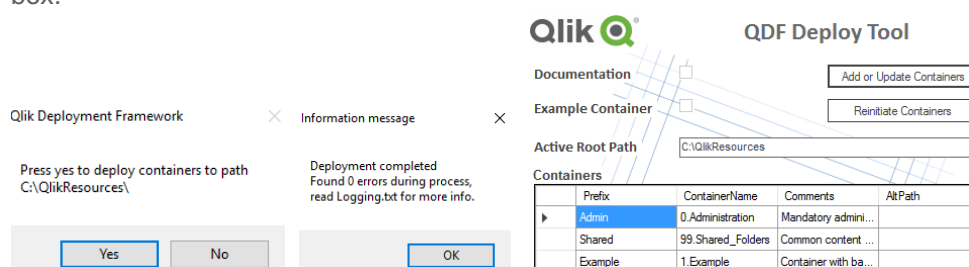 box.
Qlik Deployment Framework
Press yes to deploy containers to path
C:\QlikResources\
Yes No
Information message
Deployment completed
Found 0 errors during process,
read Logging.txt for more info.
OK
Qlik QDF Deploy Tool
Documentation Add or Update Containers
Example Container Reinitiate Containers
Active Root Path C:\QlikResources
Containers
Prefix ContainerName Comments AltPath
Admin 0.Administration Mandatory admini...
Shared 99.Shared_Folders Common content ...
Example 1.Example Container with ba...